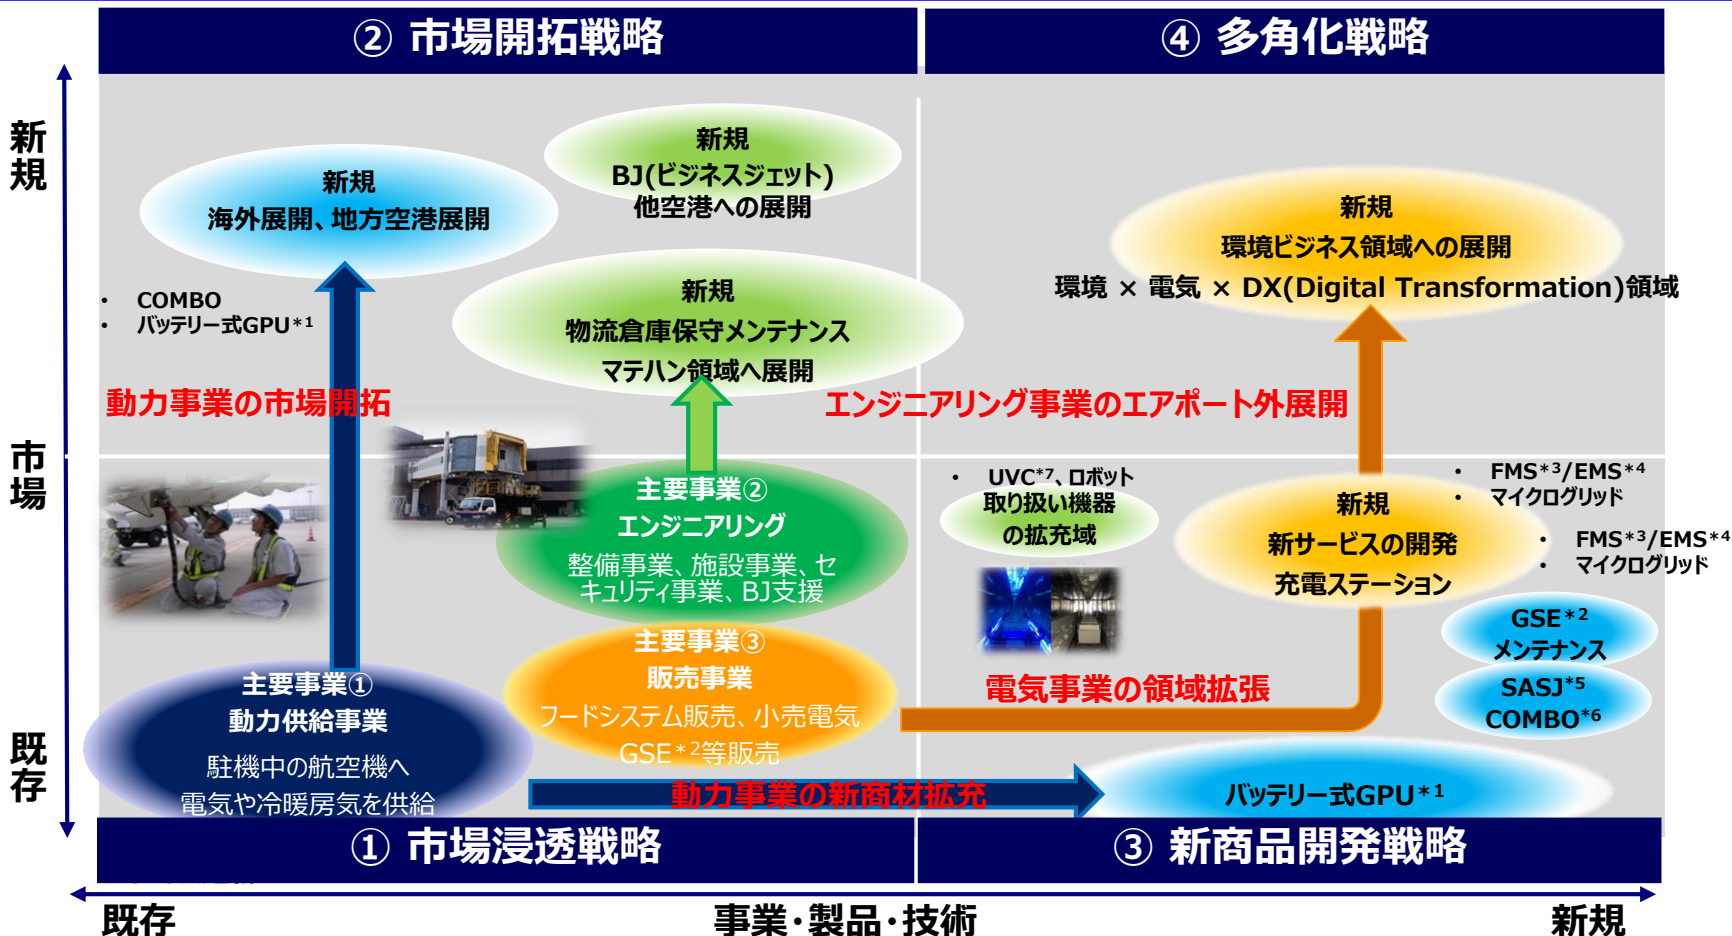 ② 市場開拓戦略
④ 多角化戦略
新規
市場
既存
新規
海外展開、地方空港展開
新規
BJ(ビジネスジェット)
他空港への展開
新規
物流倉庫保守メンテナンス
マテハン領域へ展開
新規
環境ビジネス領域への展開
環境 × 電気 × DX(Digital Transformation)領域
• COMBO
• バッテリー式GPU*1
動力事業の市場開拓
エンジニアリング事業のエアポート外展開
主要事業②
エンジニアリング
整備事業、施設事業、セ
キュリティ事業、BJ支援
• UVC*7、ロボット
取り扱い機器
の拡充域
新規
新サービスの開発
充電ステーション
• FMS*3/EMS*4
• マイクログリッド
• FMS*3/EMS*4
• マイクログリッド
主要事業③
販売事業
フードシステム販売、小売電気
GSE*2等販売
電気事業の領域拡張
GSE*2
メンテナンス
SASJ*5
COMBO*6
主要事業①
動力供給事業
駐機中の航空機へ
電気や冷暖房気を供給
動力事業の新商材拡充
バッテリー式GPU*1
① 市場浸透戦略
③ 新商品開発戦略
既存
事業・製品・技術
新規